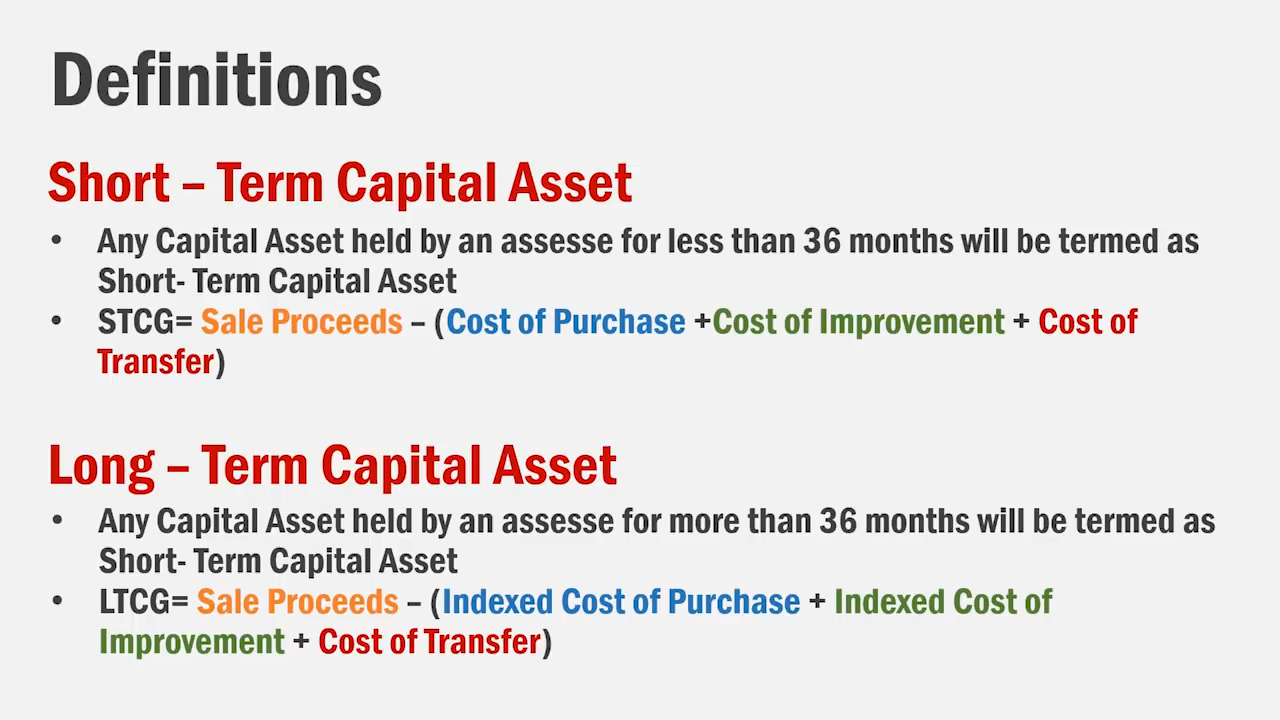 Definitions
Short – Term Capital Asset
• Any Capital Asset held by an assesse for less than 36 months will be termed as
Short- Term Capital Asset
• STCG= Sale Proceeds – (Cost of Purchase +Cost of Improvement + Cost of
Transfer)
Long – Term Capital Asset
• Any Capital Asset held by an assesse for more than 36 months will be termed as
Short- Term Capital Asset
• LTCG= Sale Proceeds – (Indexed Cost of Purchase + Indexed Cost of
Improvement + Cost of Transfer)